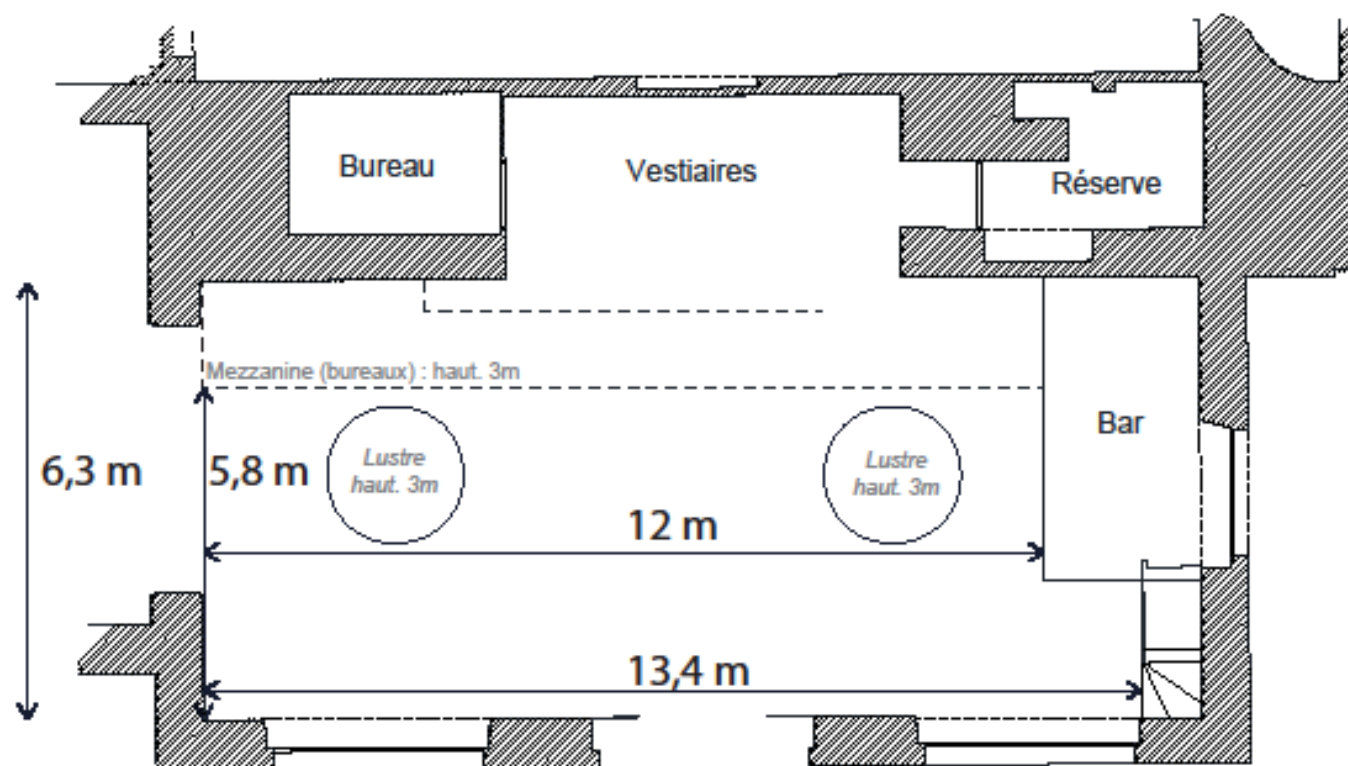 Bureau
Vestiaires
Réserve
Mezzanine (bureaux) : haut. 3m
Bar
6,3 m
5,8 m
Lustre
haut. 3m
Lustre
haut. 3m
12 m
13,4 m